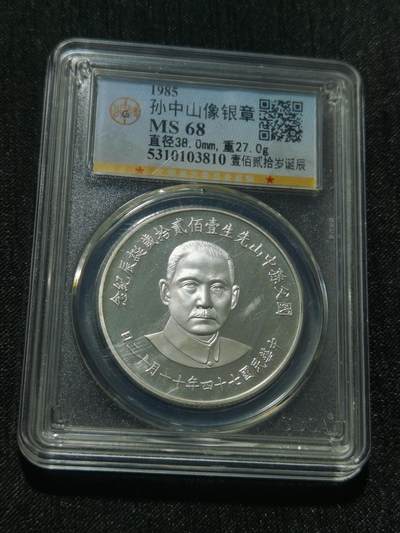 1985
孙中山像银章
MS 68
直径38.0mm,重27.0g
5310103810 壹佰贰拾岁诞辰
國父孫中山先生壹佰貳拾歲誕辰紀念
中華民國七十四年十一月十二日